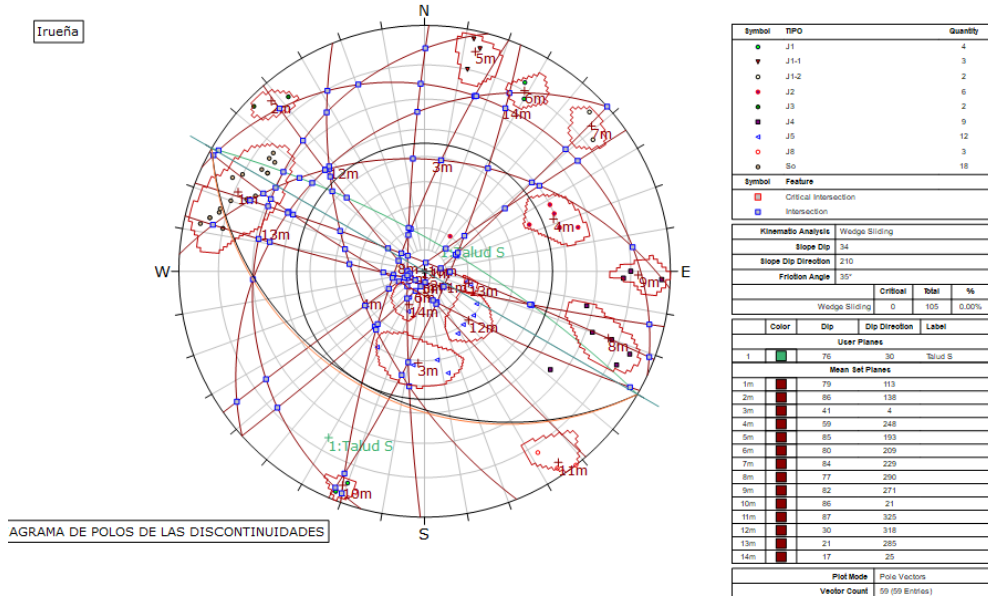 Irueña
N
5m
6m
14m
2m
7m
3m
12m
1m
4m
13m
1:Talud S
W
E
9m
8m
13m
4m
6m
14m
12m
8m
3m
1:Talud S
11m
10m
S
AGRAMA DE POLOS DE LAS DISCONTINUIDADES
Symbol TIPO Quantity
J1 4
J1-1 3
J1-2 2
J2 6
J3 2
J4 9
J5 12
J8 3
So 18
Symbol Feature
Critical Intersection
Intersection
Kinematic Analysis Wedge Sliding
Slope Dip 34
Slope Dip Direction 210
Friction Angle 35°
Critical Total %
Wedge Sliding 0 105 0.00%
Color Dip Dip Direction Label
User Planes
1 76 30 Talud S
Mean Set Planes
1m 79 113
2m 86 138
3m 41 4
4m 59 248
5m 85 193
6m 80 209
7m 84 229
8m 77 290
9m 82 271
10m 86 21
11m 87 325
12m 30 318
13m 21 285
14m 17 25
Plot Mode Pole Vectors
Vector Count 59 (59 Entries)